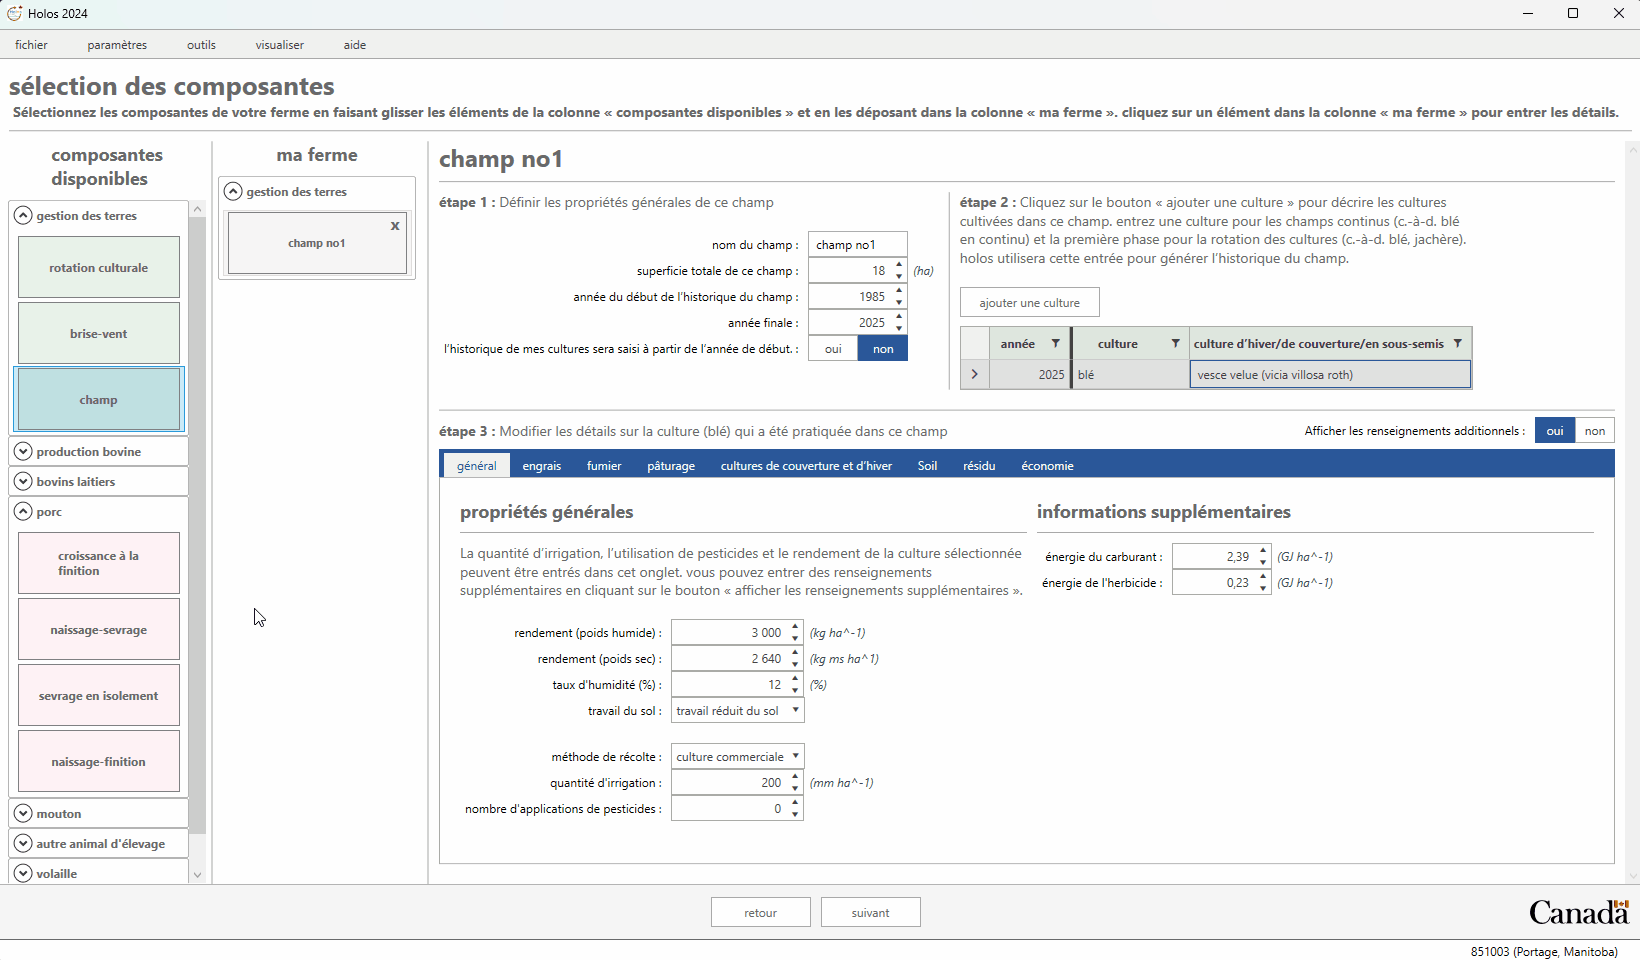 Holos 2024
fichier paramètres outils visualiser aide
sélection des composantes
Sélectionnez les composantes de votre ferme en faisant glisser les éléments de la colonne « composantes disponibles » et en les déposant dans la colonne « ma ferme ». cliquez sur un élément dans la colonne « ma ferme » pour entrer les détails.
composantes
disponibles
gestion des terres
rotation culturale
brise-vent
champ
production bovine
bovins laitiers
porc
croissance à la
finition
naissage-sevrage
sevrage en isolement
naissage-finition
mouton
autre animal d'élevage
volaille
ma ferme
gestion des terres
champ no1
x
champ no1
étape 1 : Définir les propriétés générales de ce champ
nom du champ : champ no1
superficie totale de ce champ : 18 (ha)
année du début de l'historique du champ : 1985
année finale : 2025
l'historique de mes cultures sera saisi à partir de l'année de début. : oui non
étape 2 : Cliquez sur le bouton « ajouter une culture » pour décrire les cultures
cultivées dans ce champ. entrez une culture pour les champs continus (c.-à-d. blé
en continu) et la première phase pour la rotation des cultures (c.-à-d. blé, jachère).
holos utilisera cette entrée pour générer l'historique du champ.
ajouter une culture
année culture culture d'hiver/de couverture/en sous-semis
2025 blé vesce velue (vicia villosa roth)
étape 3 : Modifier les détails sur la culture (blé) qui a été pratiquée dans ce champ
Afficher les renseignements additionnels : oui non
général engrais fumier pâturage cultures de couverture et d'hiver Soil résidu économie
propriétés générales
La quantité d'irrigation, l'utilisation de pesticides et le rendement de la culture sélectionnée
peuvent être entrés dans cet onglet. vous pouvez entrer des renseignements
supplémentaires en cliquant sur le bouton « afficher les renseignements supplémentaires ».
rendement (poids humide) : 3 000 (kg ha^-1)
rendement (poids sec) : 2 640 (kg ms ha^1)
taux d'humidité (%) : 12 (%)
travail du sol : travail réduit du sol
méthode de récolte : culture commerciale
quantité d'irrigation : 200 (mm ha^-1)
nombre d'applications de pesticides : 0
informations supplémentaires
énergie du carburant : 2,39 (GJ ha^-1)
énergie de l'herbicide : 0,23 (GJ ha^-1)
retour suivant
Canada
851003 (Portage, Manitoba)